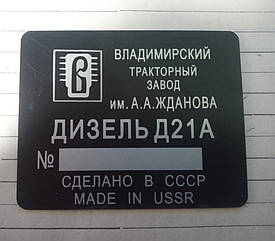 ВЛАДИМИРСКИЙ
ТРАКТОРНЫЙ
ЗАВОД
ИМ. А.А.ЖДАНОВА
ДИЗЕЛЬ Д21А
№
СДЕЛАНО В СССР
MADE IN USSR